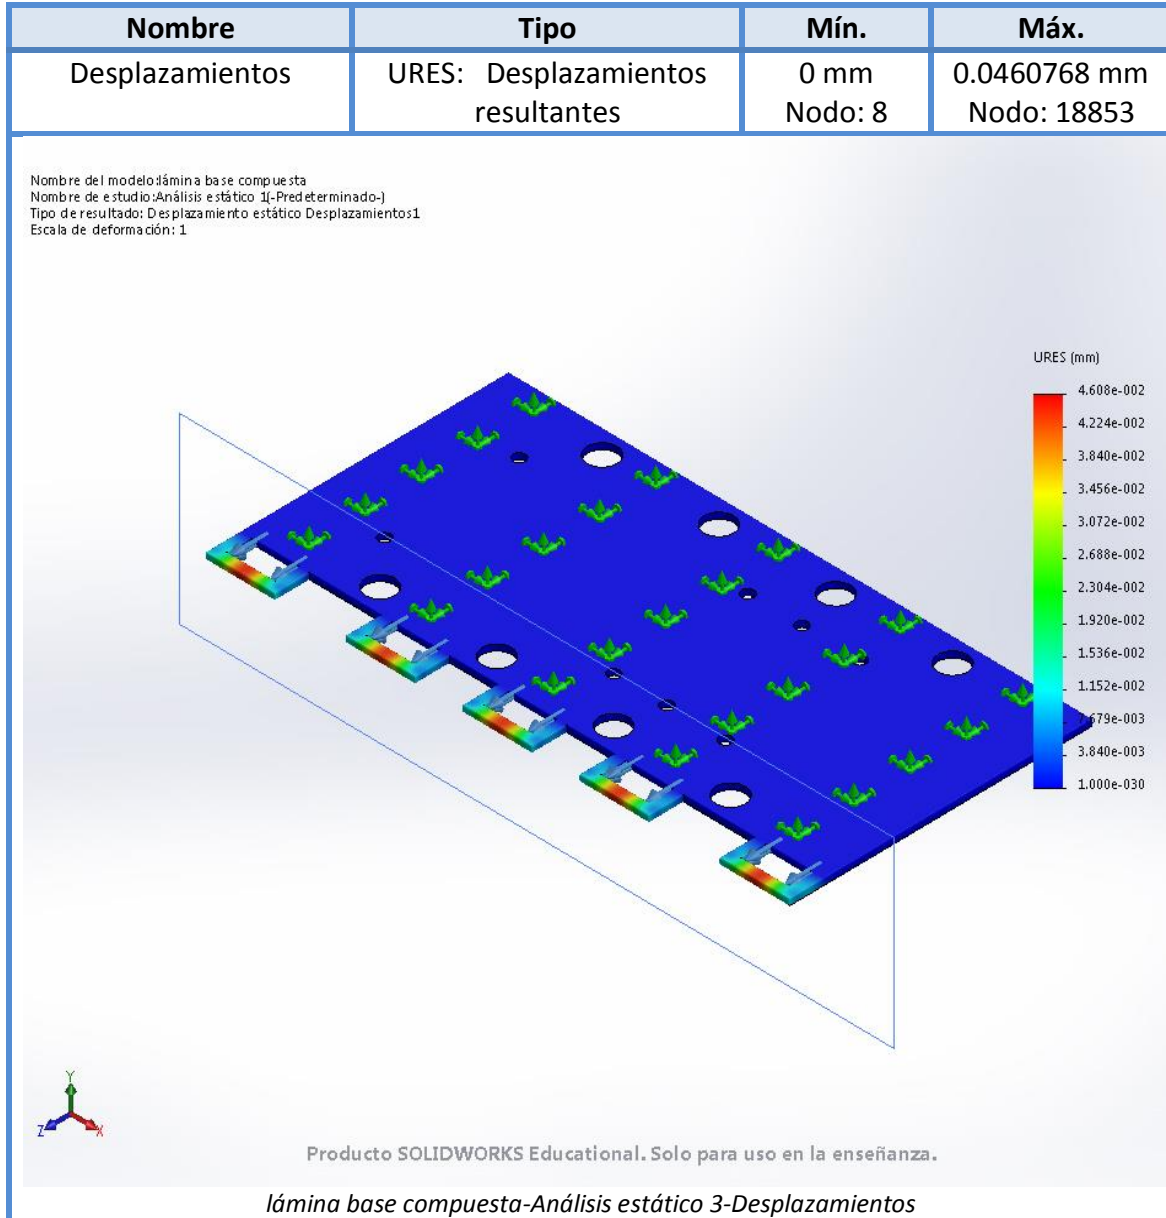 Nombre Tipo Mín. Máx.
Desplazamientos URES: Desplazamientos resultantes 0 mm Nodo: 8 0.0460768 mm Nodo: 18853
Nombre del modelo:lámina base compuesta
Nombre de estudio:Análisis estático 1(-Predeterminado-)
Tipo de resultado: Desplazamiento estático Desplazamientos1
Escala de deformación: 1
URES (mm)
4.608e-002
4.224e-002
3.840e-002
3.456e-002
3.072e-002
2.688e-002
2.304e-002
1.920e-002
1.536e-002
1.152e-002
7.679e-003
3.840e-003
1.000e-030
Y
Z
X
Producto SOLIDWORKS Educational. Solo para uso en la enseñanza.
lámina base compuesta-Análisis estático 3-Desplazamientos